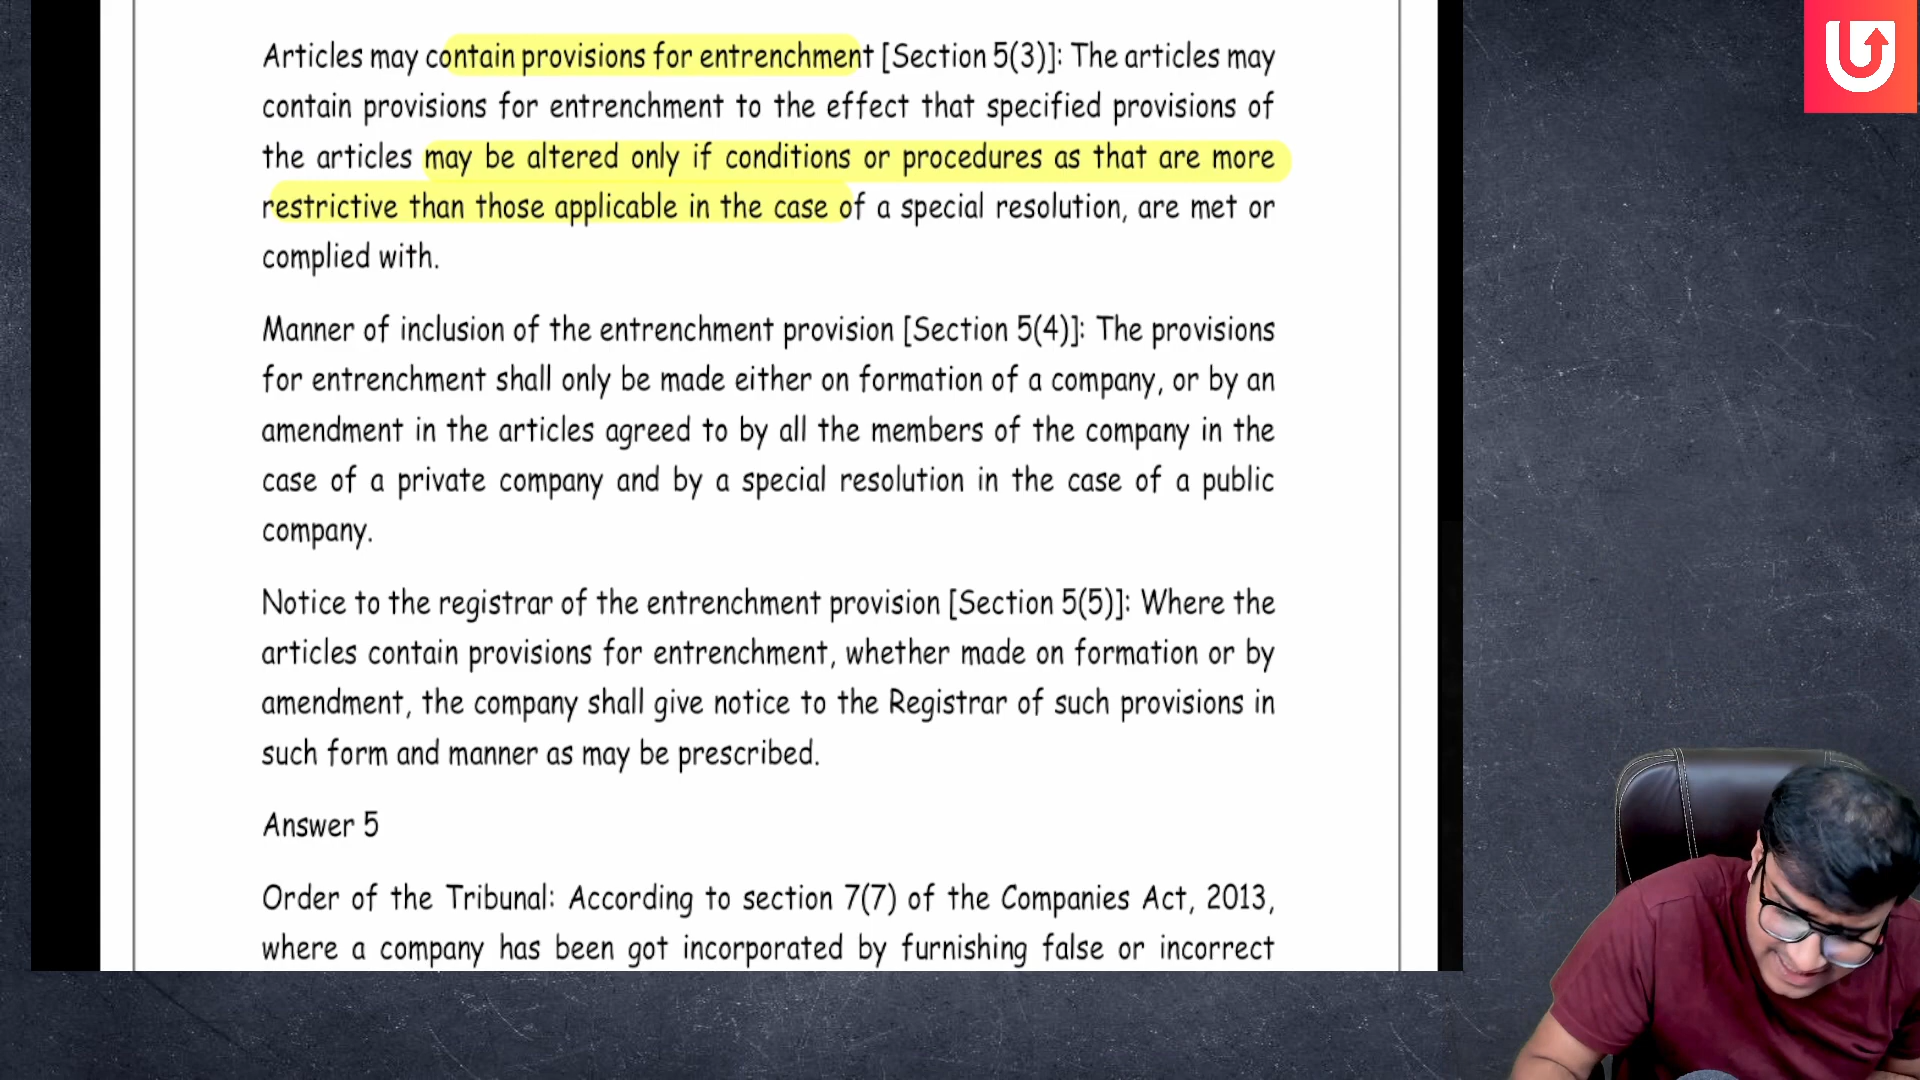 Articles may contain provisions for entrenchment [Section 5(3)]: The articles may
contain provisions for entrenchment to the effect that specified provisions of
the articles may be altered only if conditions or procedures as that are more
restrictive than those applicable in the case of a special resolution, are met or
complied with.
Manner of inclusion of the entrenchment provision [Section 5(4)]: The provisions
for entrenchment shall only be made either on formation of a company, or by an
amendment in the articles agreed to by all the members of the company in the
case of a private company and by a special resolution in the case of a public
company.
Notice to the registrar of the entrenchment provision [Section 5(5)]: Where the
articles contain provisions for entrenchment, whether made on formation or by
amendment, the company shall give notice to the Registrar of such provisions in
such form and manner as may be prescribed.
Answer 5
Order of the Tribunal: According to section 7(7) of the Companies Act, 2013,
where a company has been got incorporated by furnishing false or incorrect